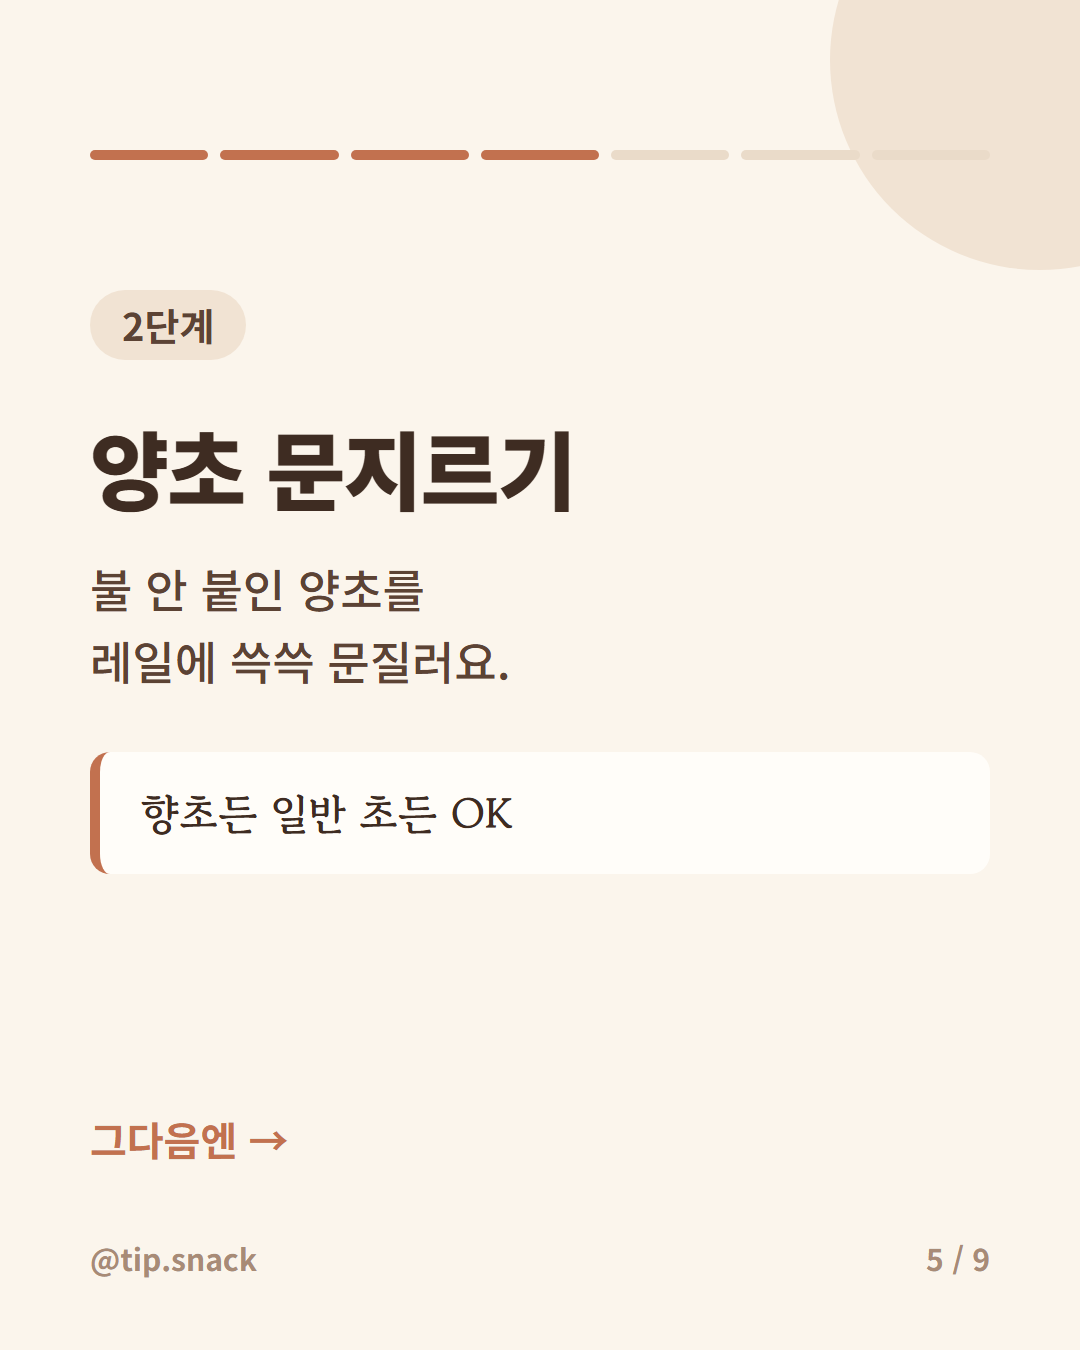 2단계
양초 문지르기
불 안 붙인 양초를
레일에 쓱쓱 문질러요.
향초든 일반 초든 OK
그다음엔 →
@tip.snack
5 / 9